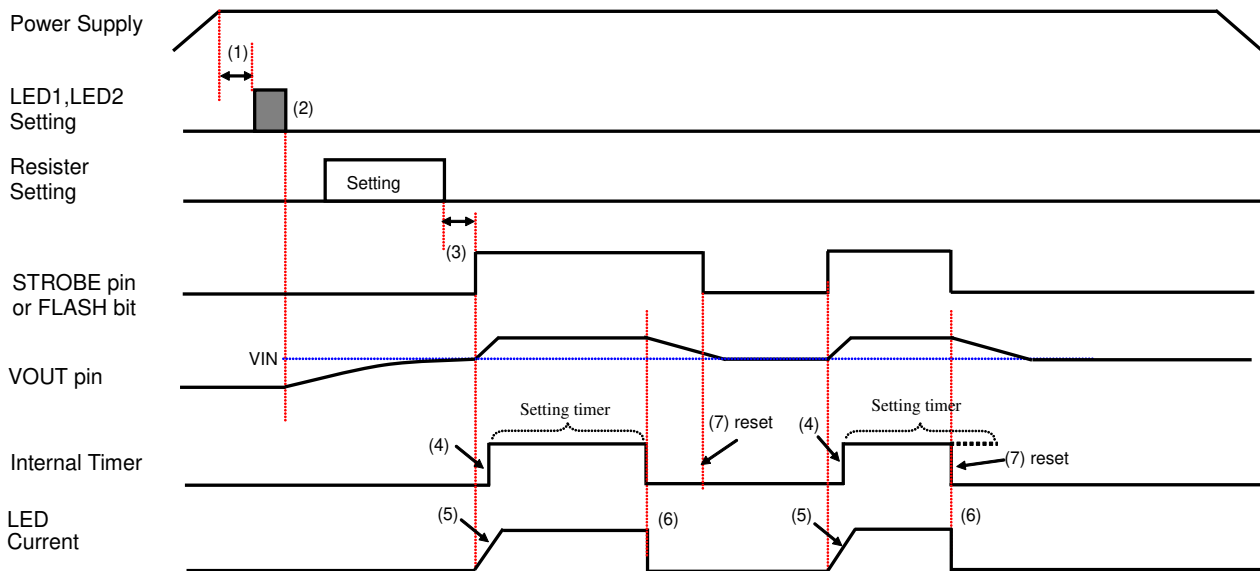 Power Supply
(1)
LED1,LED2
Setting
(2)
Resister
Setting
Setting
(3)
STROBE pin
or FLASH bit
VIN
VOUT pin
Setting timer
Setting timer
(4)
(7) reset
(4)
Internal Timer
(7) reset
LED
Current
(5)
(6)
(5)
(6)